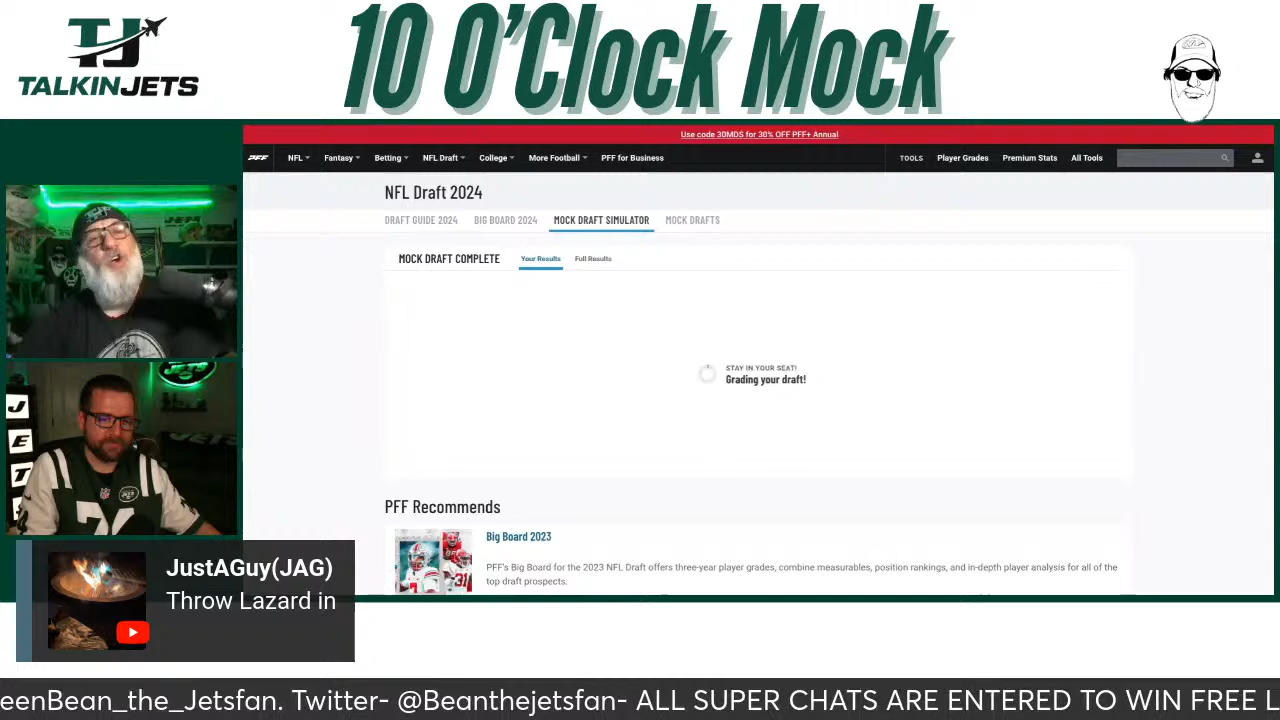 TJ
TALKINJETS
10 O'Clock Mock
Use code 30MDS for 30% OFF PFF+ Annual
PFF
NFL
Fantasy
Betting
NFL Draft
College
More Football
PFF for Business
TOOLS
Player Grades
Premium Stats
All Tools
NFL Draft 2024
DRAFT GUIDE 2024
BIG BOARD 2024
MOCK DRAFT SIMULATOR
MOCK DRAFTS
MOCK DRAFT COMPLETE
Your Results
Full Results
STAY IN YOUR SEAT!
Grading your draft!
PFF Recommends
Big Board 2023
PFF's Big Board for the 2023 NFL Draft offers three-year player grades, combine measurables, position rankings, and in-depth player analysis for all of the
top draft prospects.
JETS
J
E
T
JETS
JustAGuy(JAG)
Throw Lazard in
eenBean_the_Jetsfan. Twitter- @Beanthejetsfan- ALL SUPER CHATS ARE ENTERED TO WIN FREE L